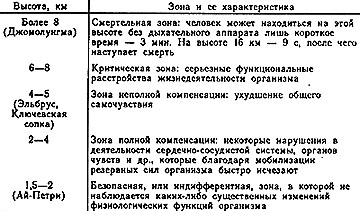 Высота, км
Зона и ее характеристика
Более 8
(Джомолунгма)
Смертельная зона: человек может находиться на этой
высоте без дыхательного аппарата лишь короткое
время — 3 мин. На высоте 16 км — 9 с, после чего
наступает смерть
6—8
Критическая зона: серьезные функциональные
расстройства жизнедеятельности организма
4—5
(Эльбрус,
Ключевская
сопка)
Зона неполной компенсации: ухудшение общего
самочувствия
2—4
Зона полной компенсации: некоторые нарушения в
деятельности сердечно-сосудистой системы, органов
чувств и др., которые благодаря мобилизации
резервных сил организма быстро исчезают
1,5—2
(Ай-Петри)
Безопасная, или индифферентная, зона, в которой не
наблюдается каких-либо существенных изменений
физиологических функций организма